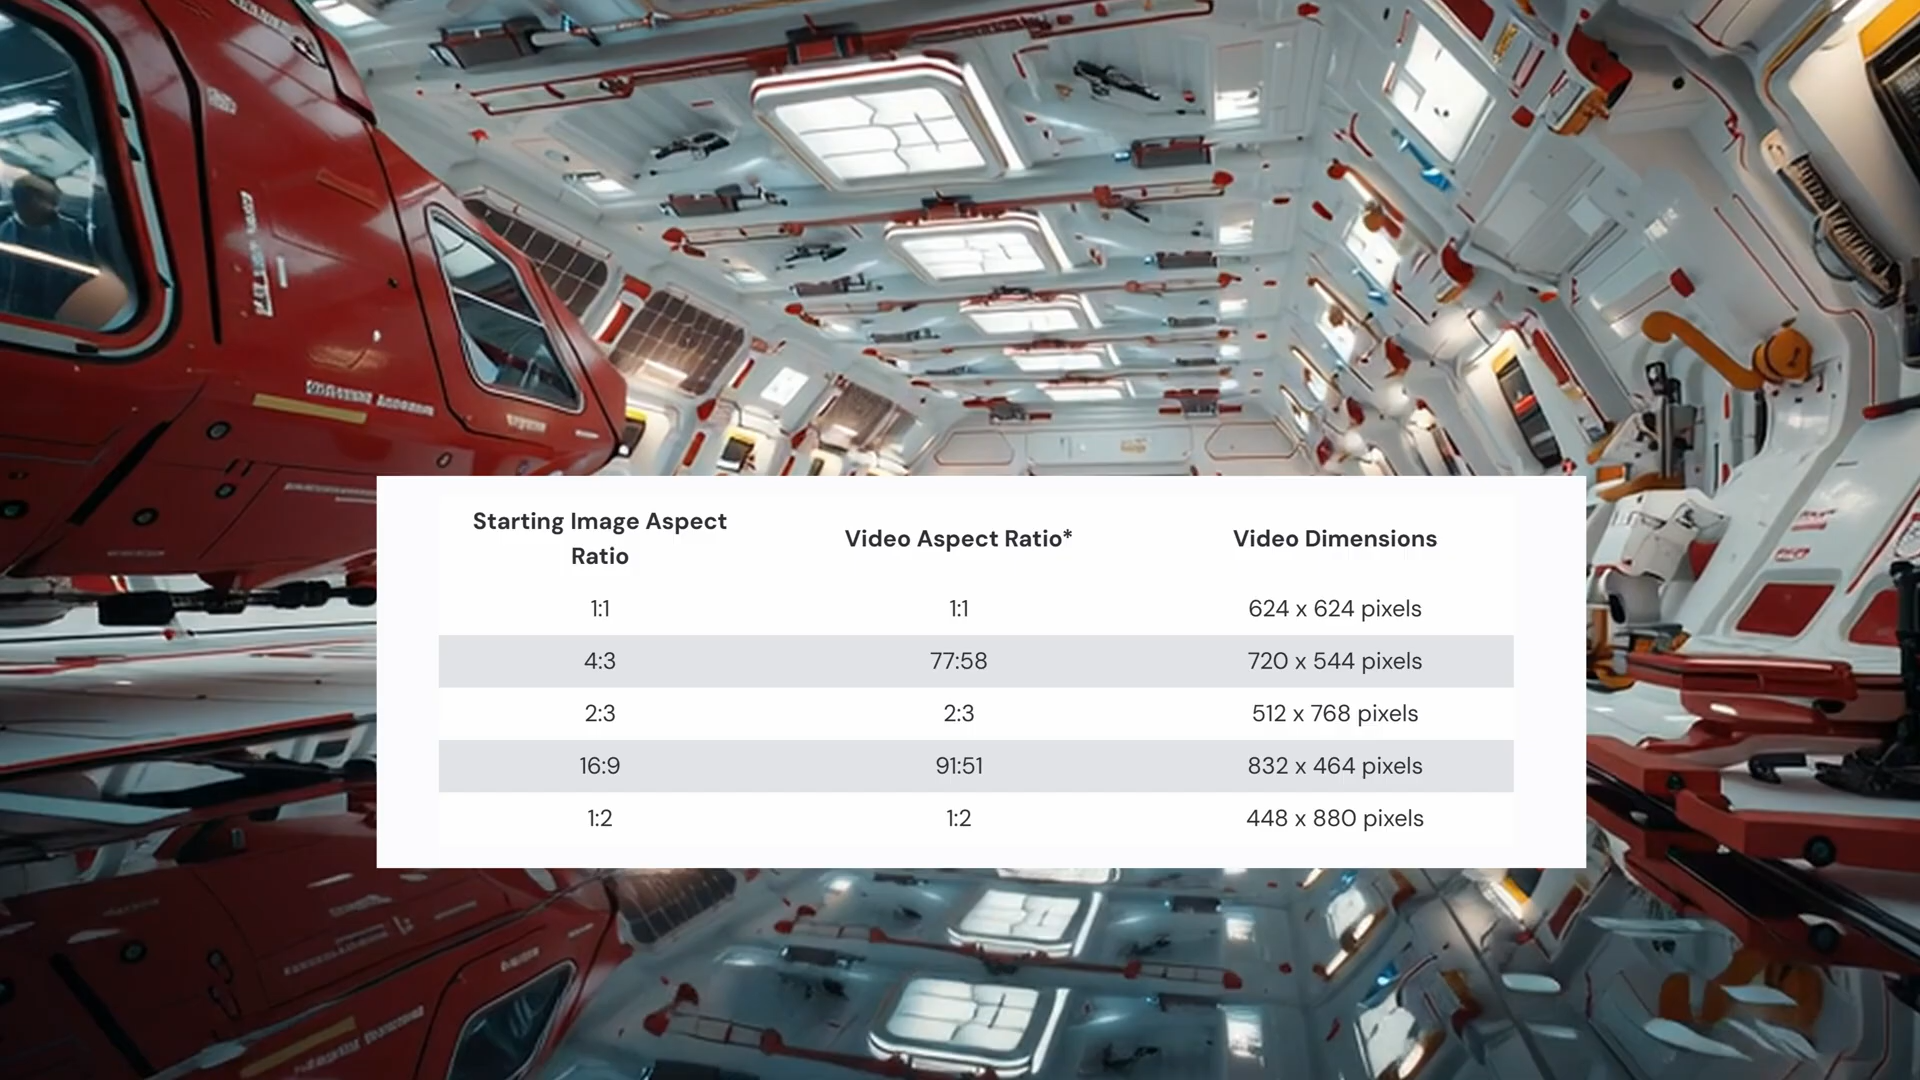 Starting Image Aspect
Ratio
Video Aspect Ratio*
Video Dimensions
1:1
1:1
624 x 624 pixels
4:3
77:58
720 x 544 pixels
2:3
2:3
512 x 768 pixels
16:9
91:51
832 x 464 pixels
1:2
1:2
448 x 880 pixels